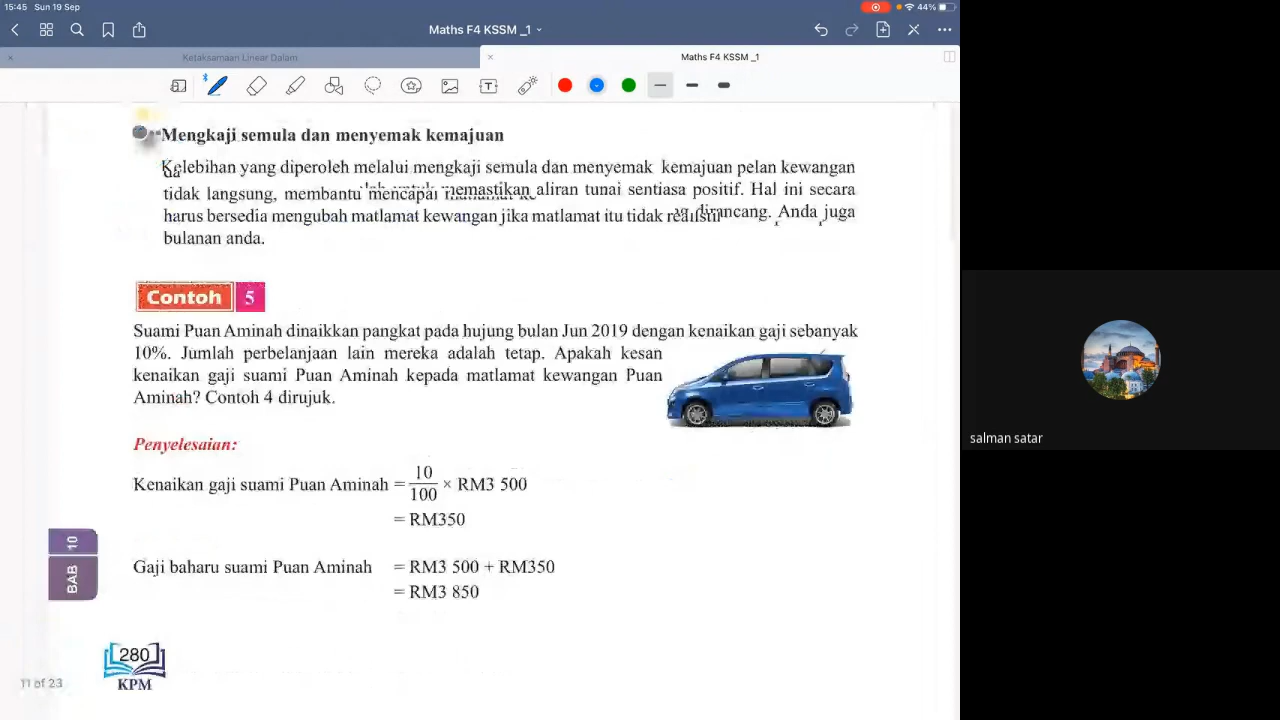 15:45 Sun 19 Sep
44%
Maths F4 KSSM _1
Ketaksamaan Linear Dalam
Maths F4 KSSM _1
Mengkaji semula dan menyemak kemajuan
Kelebihan yang diperoleh melalui mengkaji semula dan menyemak kemajuan pelan kewangan
untuk memastikan aliran tunai sentiasa positif. Hal ini secara
tidak langsung, membantu mencapai
dirancang. Anda juga
harus bersedia mengubah matlamat kewangan jika matlamat itu tidak
bulanan anda.
Contoh 5
Suami Puan Aminah dinaikkan pangkat pada hujung bulan Jun 2019 dengan kenaikan gaji sebanyak
10%. Jumlah perbelanjaan lain mereka adalah tetap. Apakah kesan
kenaikan gaji suami Puan Aminah kepada matlamat kewangan Puan
Aminah? Contoh 4 dirujuk.
Penyelesaian:
Kenaikan gaji suami Puan Aminah = 10/100 × RM3 500
= RM350
Gaji baharu suami Puan Aminah = RM3 500 + RM350
= RM3 850
BAB 10
280
KPM
11 of 23
salman satar